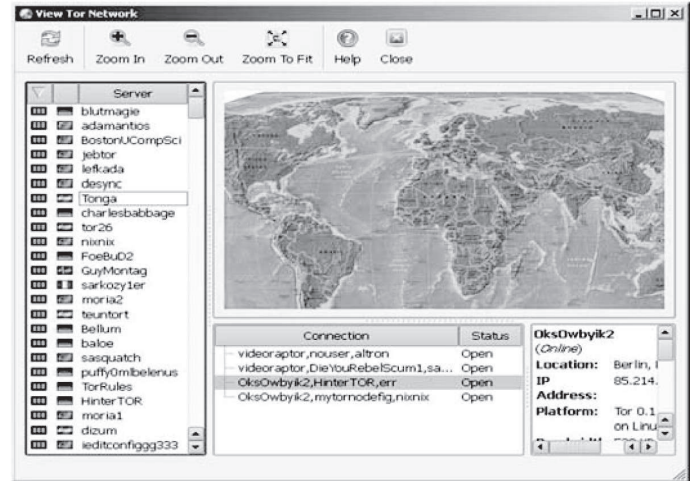 View Tor Network
Refresh Zoom In Zoom Out Zoom To Fit Help Close
Server
blutmagie
adamantios
BostonUCompSci
jebtor
lefkada
desync
Tonga
charlesbabbage
tor26
nixnix
FoeBuD2
GuyMontag
sarkozy1er
moria2
teuntort
Bellum
baloe
sasquatch
puffy0mlbelenus
TorRules
HinterTOR
moria1
dizum
ieditconfiggg333
Connection Status
videoraptor,nouser,altron Open
videoraptor,DieYouRebelScum1,sa... Open
OksOwbyik2,HinterTOR,err Open
OksOwbyik2,mytornodefig,nixnix Open
OksOwbyik2
(Online)
Location: Berlin,
IP 85.214.
Address:
Platform: Tor 0.1
on Linu